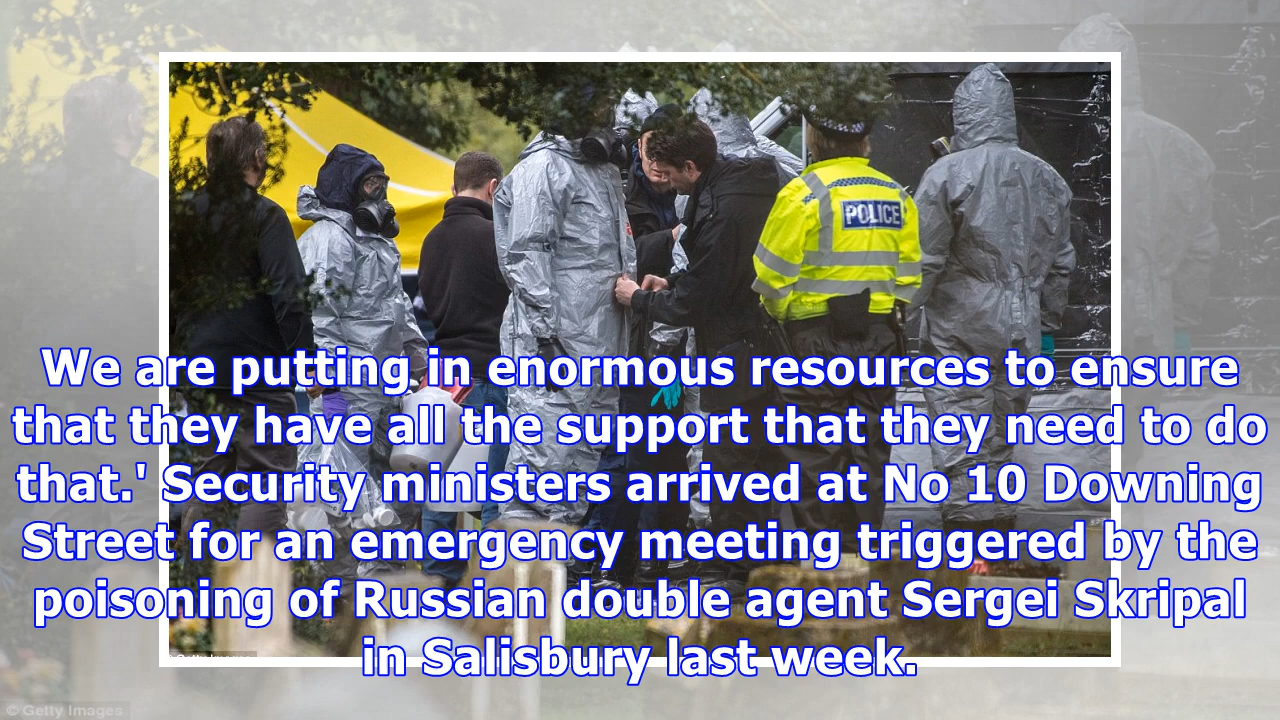 POLICE
We are putting in enormous resources to ensure
that they have all the support that they need to do
that.' Security ministers arrived at No 10 Downing
Street for an emergency meeting triggered by the
poisoning of Russian double agent Sergei Skripal
in Salisbury last week.
© Getty Images